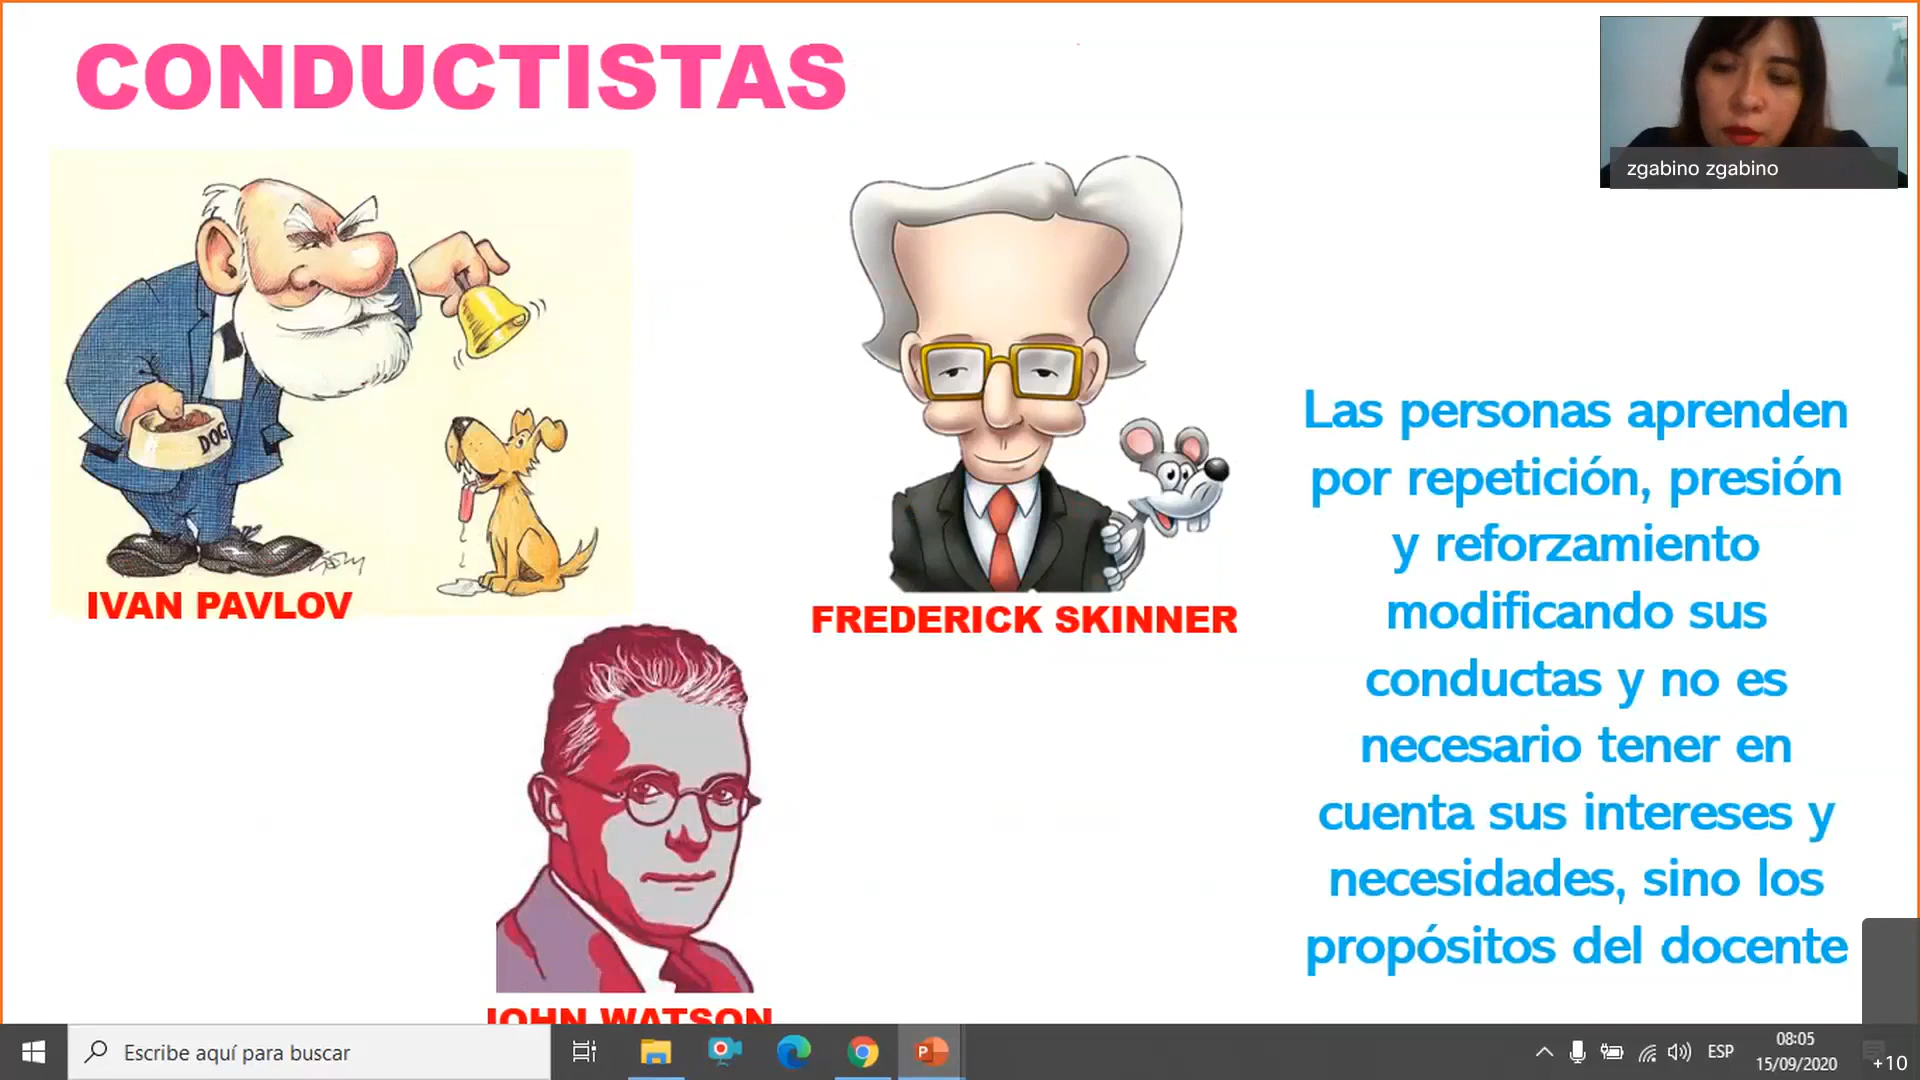 CONDUCTISTAS
zgabino zgabino
DOG
IVAN PAVLOV
FREDERICK SKINNER
JOHN WATSON
Las personas aprenden
por repetición, presión
y reforzamiento
modificando sus
conductas y no es
necesario tener en
cuenta sus intereses y
necesidades, sino los
propósitos del docente
Escribe aquí para buscar
ESP
08:05
15/09/2020
+10